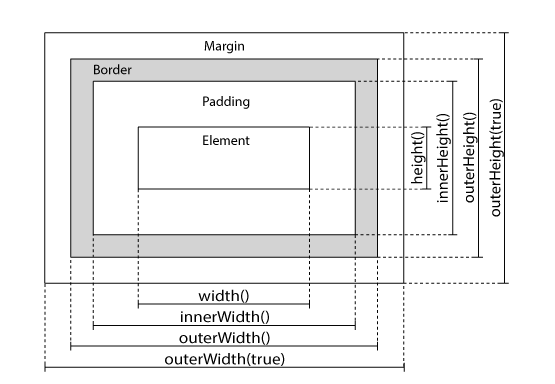 Margin
Border
Padding
Element
height()
innerHeight()
outerHeight()
outerHeight(true)
width()
innerWidth()
outerWidth()
outerWidth(true)